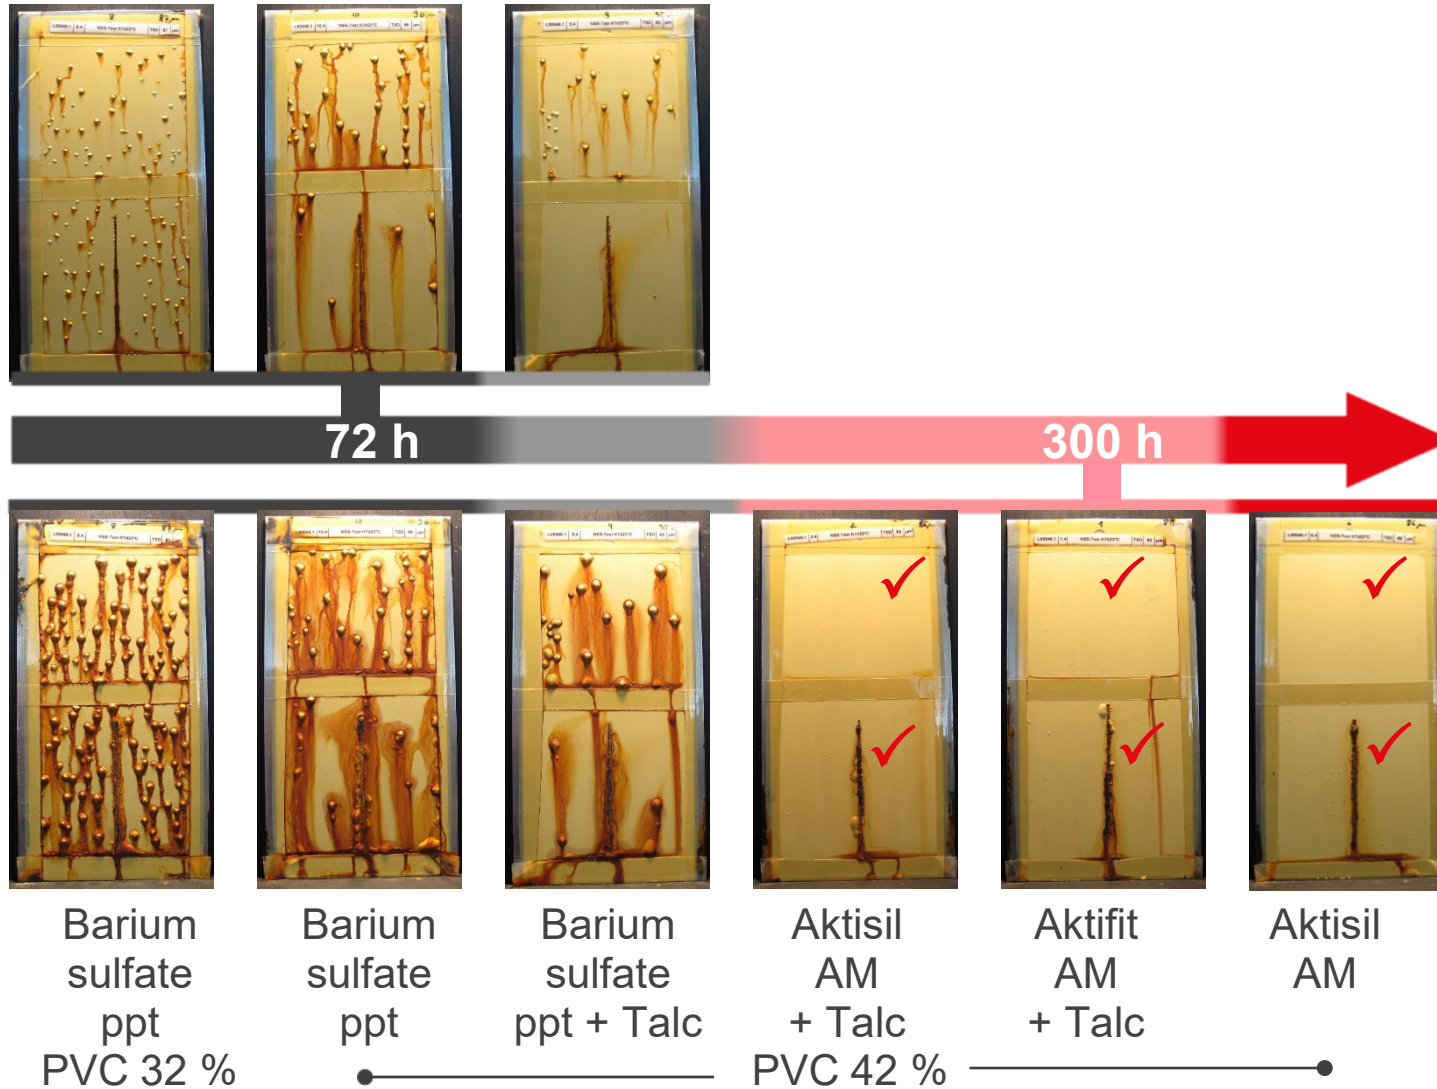 72 h
300 h
Barium
sulfate
ppt
PVC 32 %
Barium
sulfate
ppt
Barium
sulfate
ppt + Talc
Aktisil
AM
+ Talc
Aktifit
AM
+ Talc
Aktisil
AM
PVC 42 %